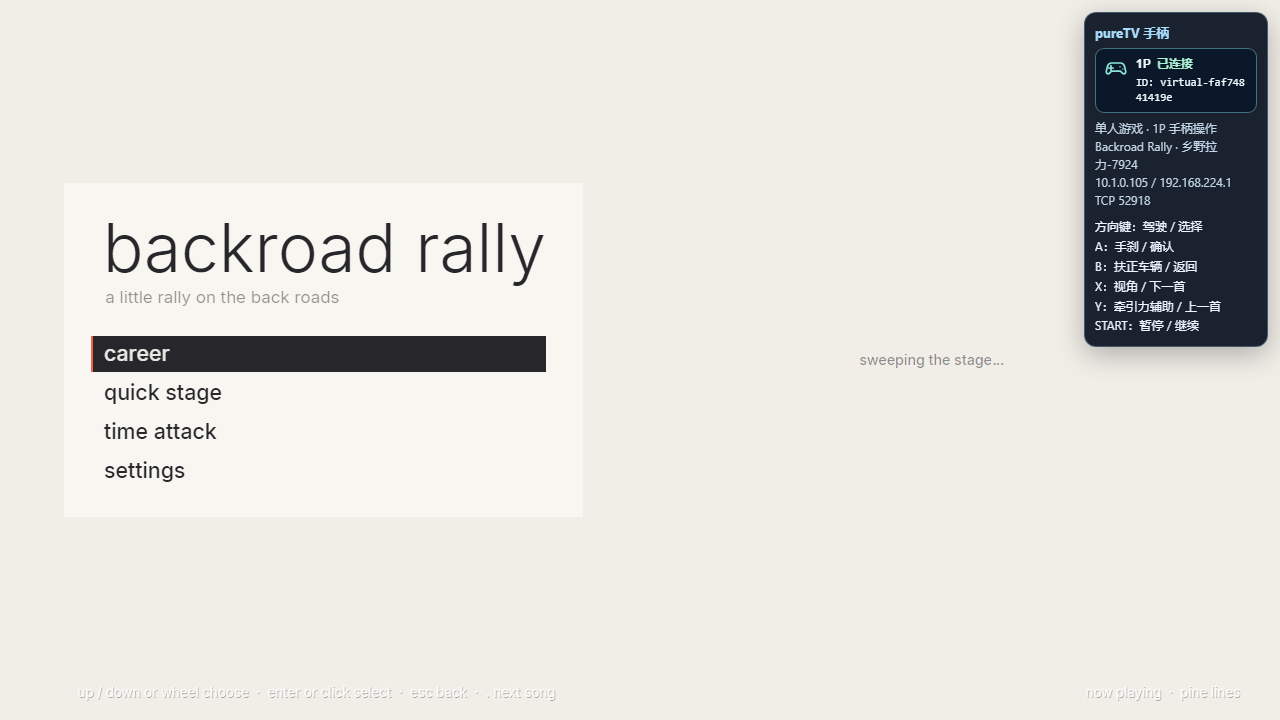 backroad rally
a little rally on the back roads
career
quick stage
time attack
settings
sweeping the stage...
pureTV 手柄
1P 已连接
ID: virtual-faf748
41419e
单人游戏 · 1P 手柄操作
Backroad Rally · 乡野拉
力-7924
10.1.0.105 / 192.168.224.1
TCP 52918
方向键：驾驶 / 选择
A：手刹 / 确认
B：扶正车辆 / 返回
X：视角 / 下一首
Y：牵引力辅助 / 上一首
START：暂停 / 继续
up / down or wheel choose · enter or click select · esc back · . next song
now playing · pine lines